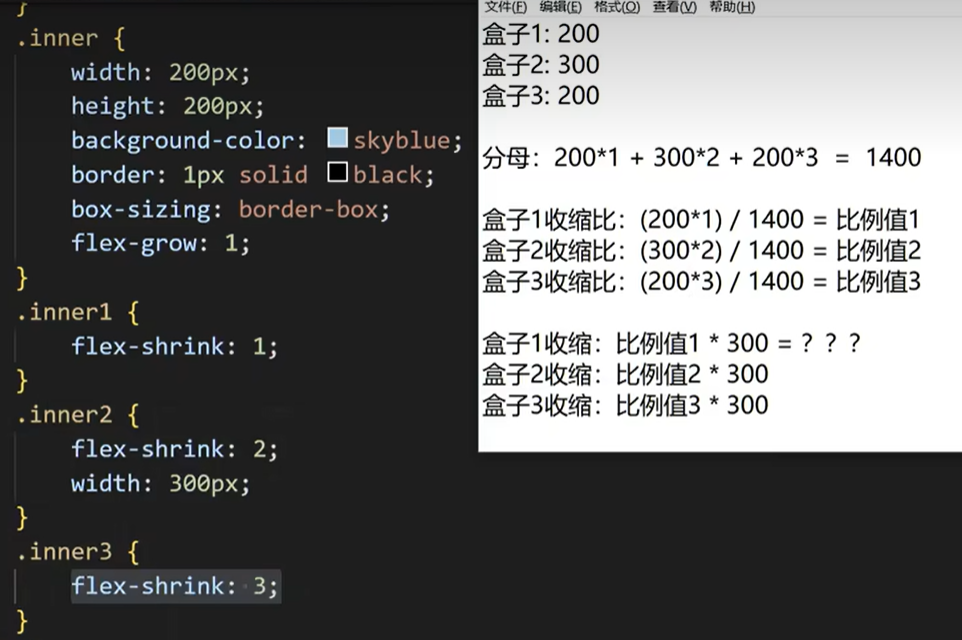 }
.inner {
width: 200px;
height: 200px;
background-color: skyblue;
border: 1px solid black;
box-sizing: border-box;
flex-grow: 1;
}
.inner1 {
flex-shrink: 1;
}
.inner2 {
flex-shrink: 2;
width: 300px;
}
.inner3 {
flex-shrink: 3;
}
文件(F) 编辑(E) 格式(O) 查看(V) 帮助(H)
盒子1: 200
盒子2: 300
盒子3: 200
分母：200*1 + 300*2 + 200*3 = 1400
盒子1收缩比：(200*1) / 1400 = 比例值1
盒子2收缩比：(300*2) / 1400 = 比例值2
盒子3收缩比：(200*3) / 1400 = 比例值3
盒子1收缩：比例值1 * 300 = ？？？
盒子2收缩：比例值2 * 300
盒子3收缩：比例值3 * 300